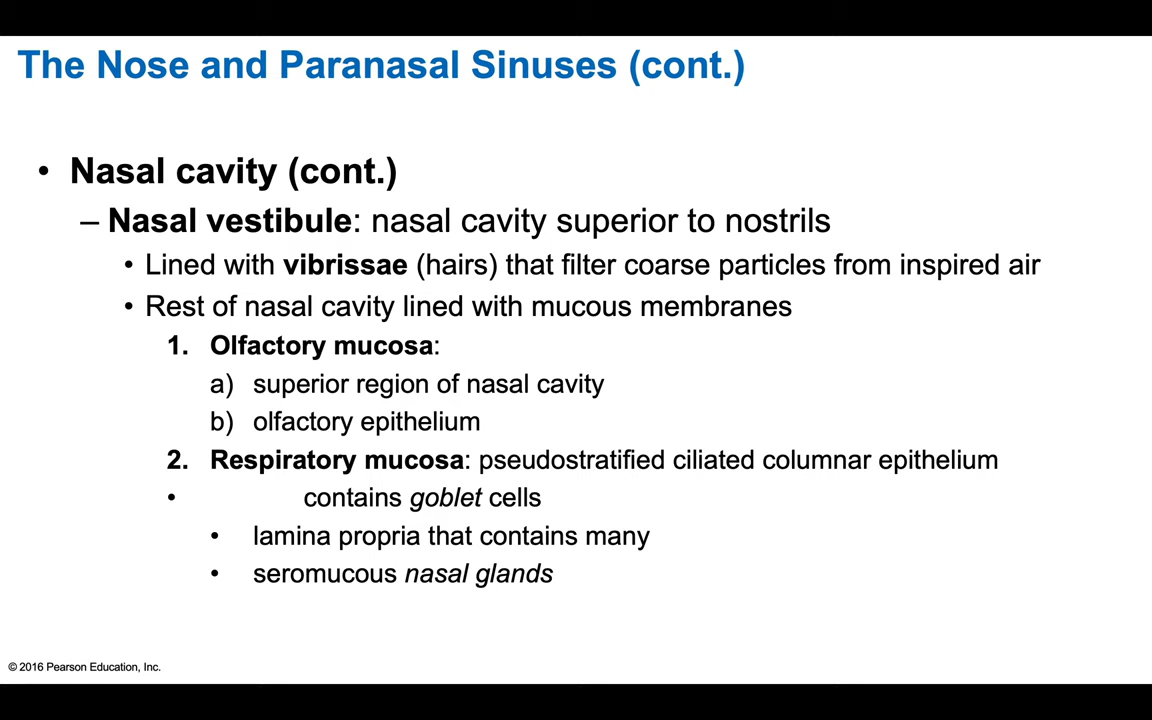 The Nose and Paranasal Sinuses (cont.)
• Nasal cavity (cont.)
– Nasal vestibule: nasal cavity superior to nostrils
• Lined with vibrissae (hairs) that filter coarse particles from inspired air
• Rest of nasal cavity lined with mucous membranes
1. Olfactory mucosa:
a) superior region of nasal cavity
b) olfactory epithelium
2. Respiratory mucosa: pseudostratified ciliated columnar epithelium
• contains goblet cells
• lamina propria that contains many
• seromucous nasal glands
© 2016 Pearson Education, Inc.